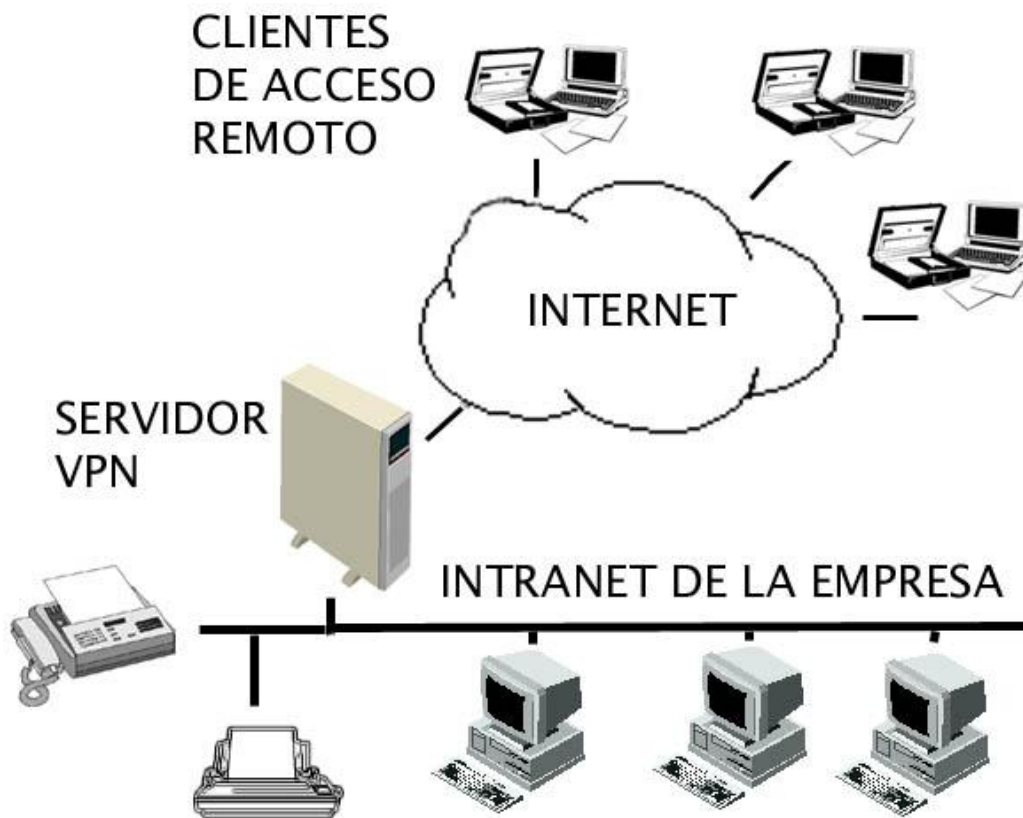 CLIENTES
DE ACCESO
REMOTO
INTERNET
SERVIDOR
VPN
INTRANET DE LA EMPRESA